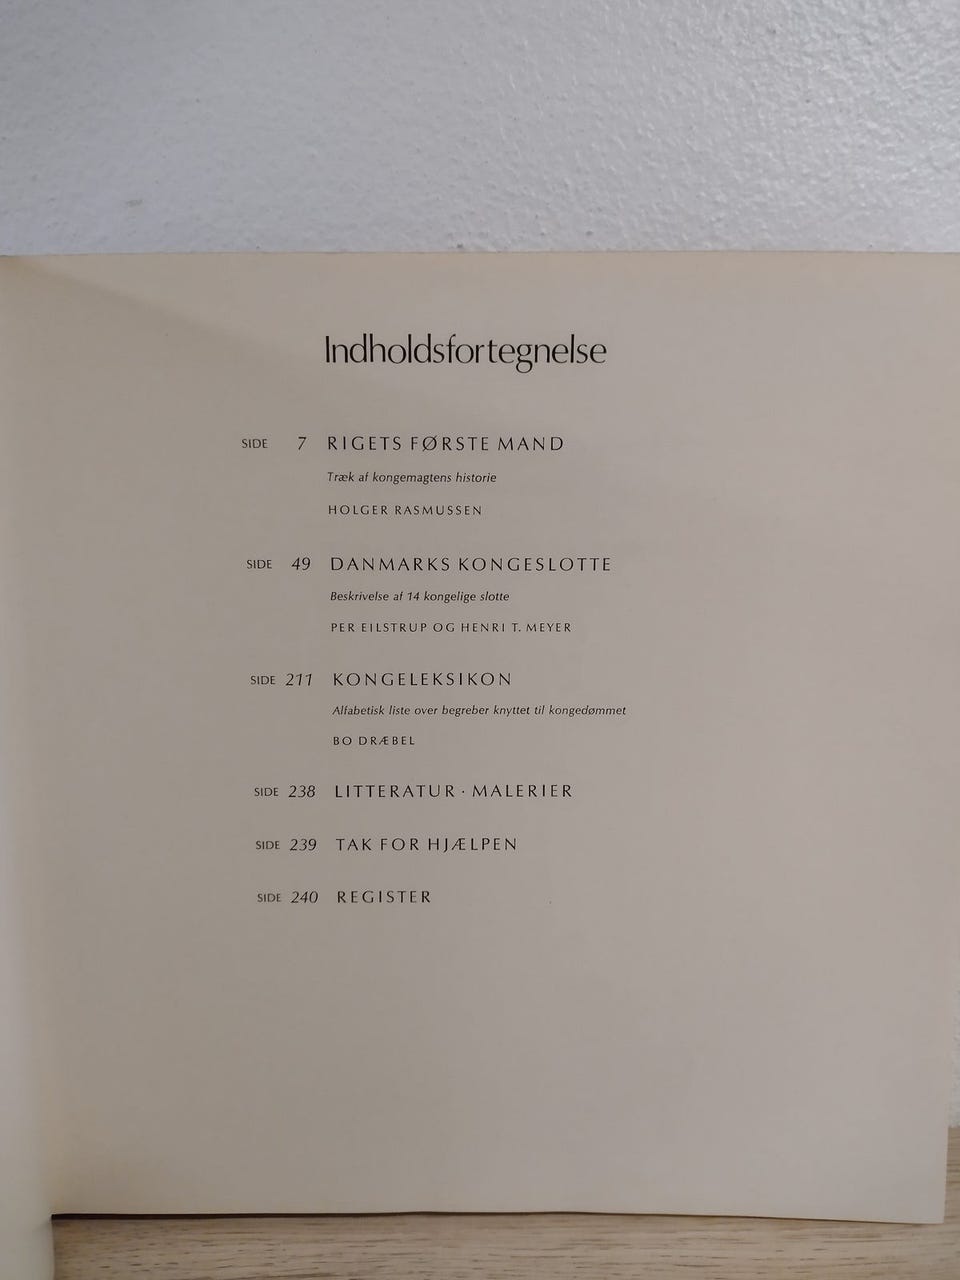 Indholdsfortegnelse
SIDE 7 RIGETS FØRSTE MAND
Træk af kongemagtens historie
HOLGER RASMUSSEN
SIDE 49 DANMARKS KONGESLOTTE
Beskrivelse af 14 kongelige slotte
PER EILSTRUP OG HENRI T. MEYER
SIDE 211 KONGELEKSIKON
Alfabetisk liste over begreber knyttet til kongedømmet
BO DRÆBEL
SIDE 238 LITTERATUR · MALERIER
SIDE 239 TAK FOR HJÆLPEN
SIDE 240 REGISTER